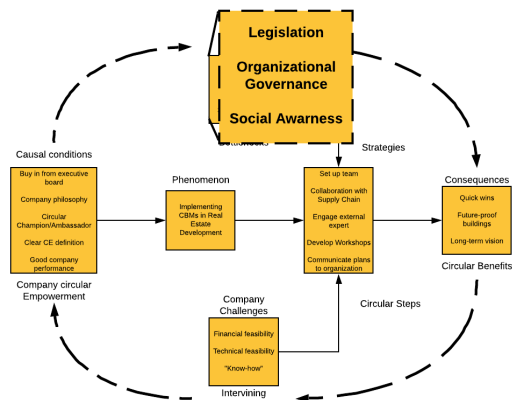 Legislation
Organizational
Governance
Social Awarness
Causal conditions
Buy in from executive
board
Company philosophy
Circular
Champion/Ambassador
Clear CE definition
Good company
performance
Company circular
Empowerment
Phenomenon
Implementing
CBMs in Real
Estate
Development
Strategies
Set up team
Collaboration with
Supply Chain
Engage external
expert
Develop Workshops
Communicate plans
to organization
Circular Steps
Consequences
Quick wins
Future-proof
buildings
Long-term vision
Circular Benefits
Company
Challenges
Financial feasibility
Technical feasibility
"Know-how"
Intervining